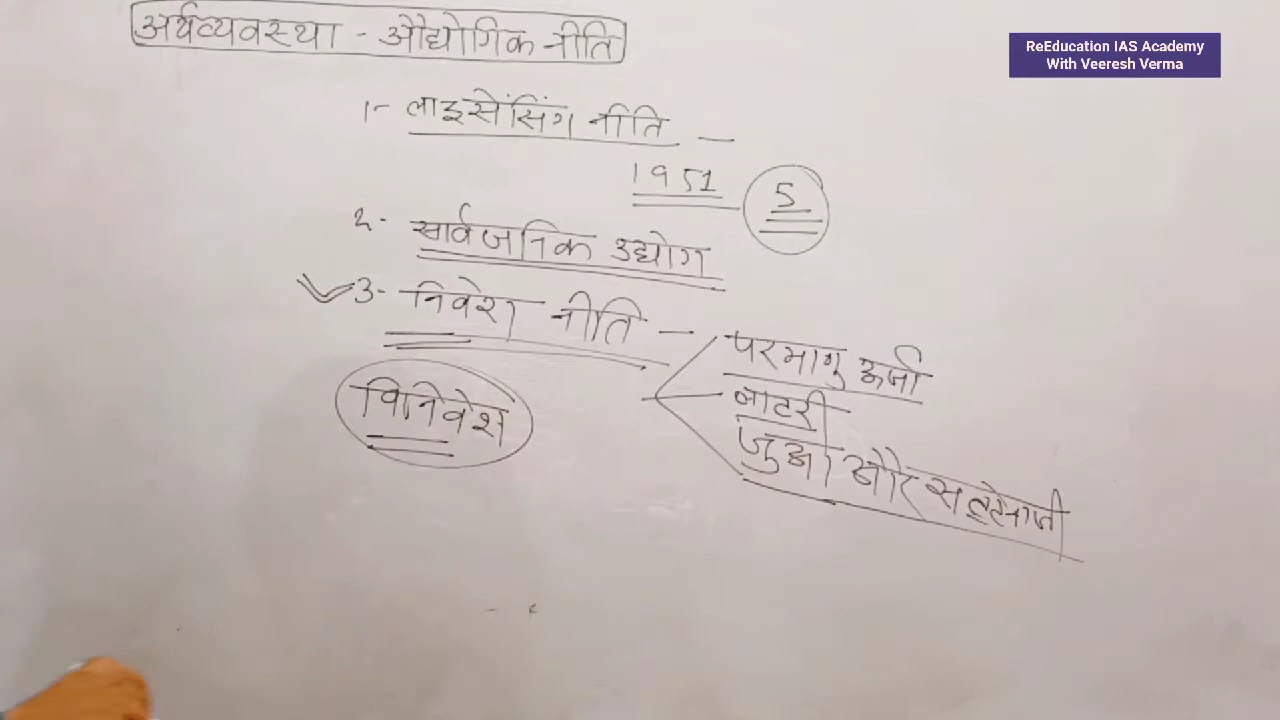 अर्थव्यवस्था - औद्योगिक नीति
ReEducation IAS Academy
With Veeresh Verma
1- लाइसेंसिंग नीति -
1951 5
2- सार्वजनिक उद्योग
3- निवेश नीति -
परमाणु ऊर्जा
लाटरी
जुआ और सट्टेबाजी
विनिवेश